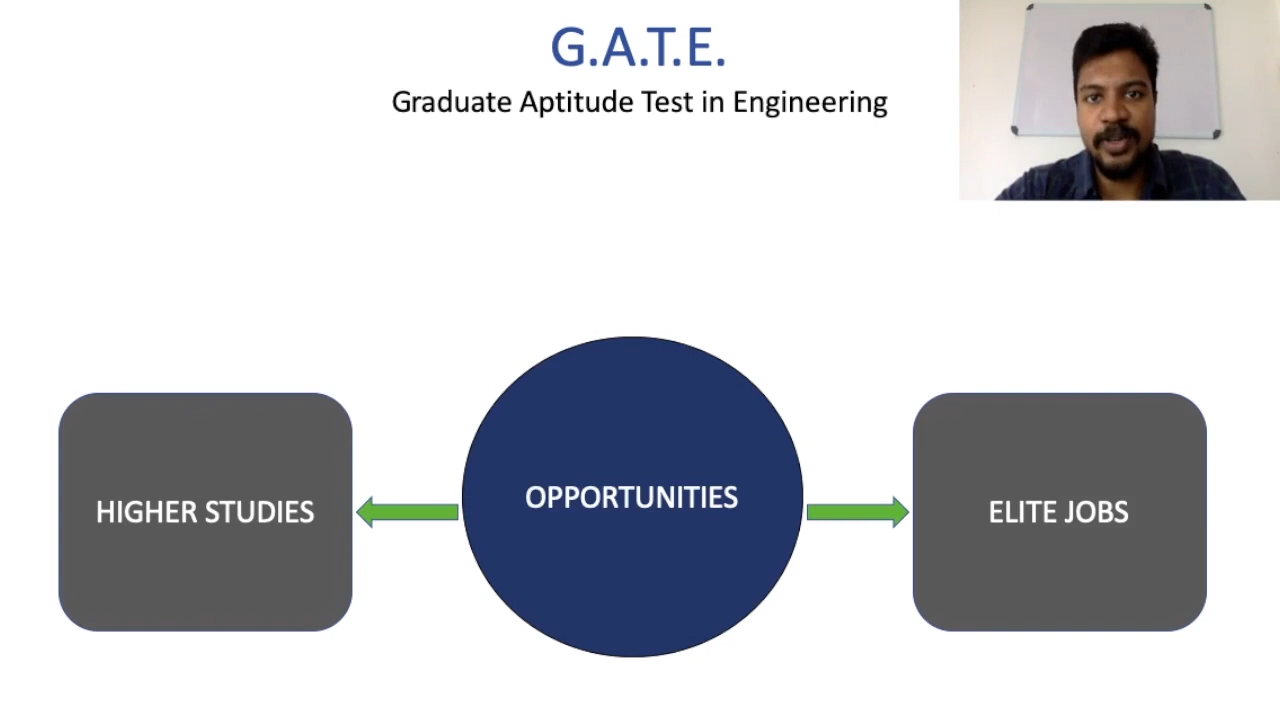 G.A.T.E.
Graduate Aptitude Test in Engineering
HIGHER STUDIES
OPPORTUNITIES
ELITE JOBS